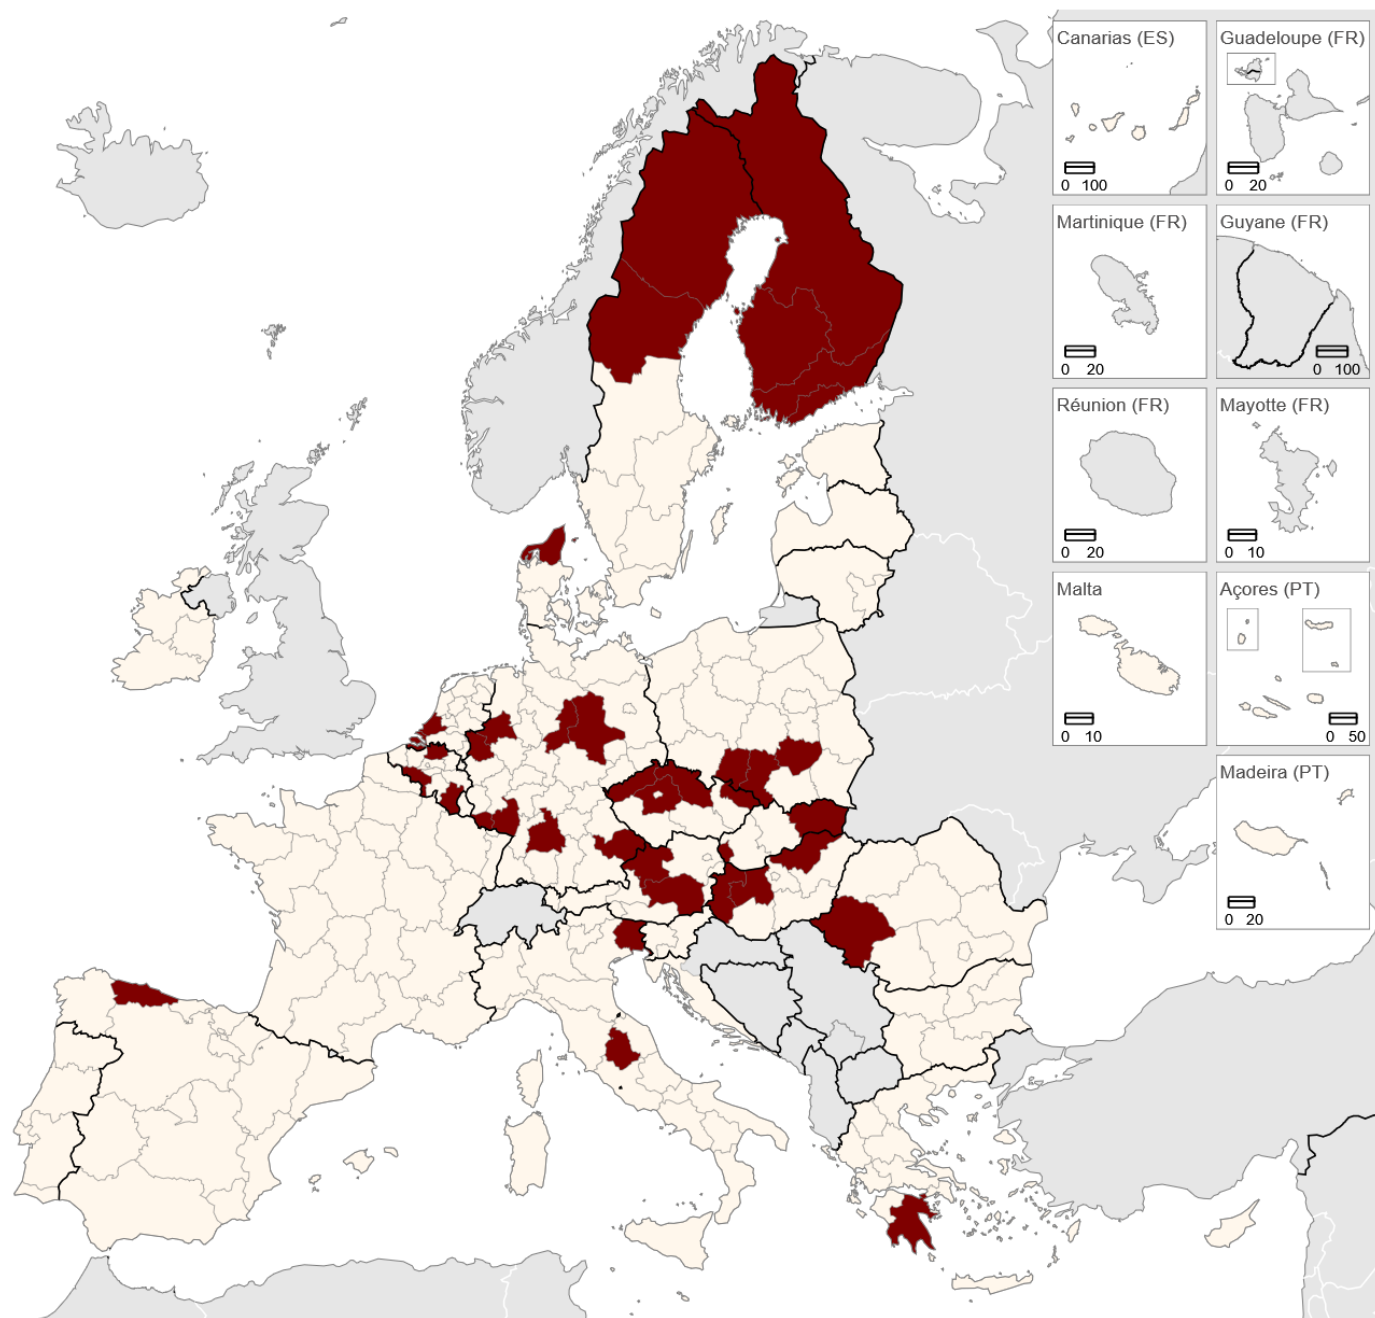 Canarias (ES)
0 100
Guadeloupe (FR)
0 20
Martinique (FR)
0 20
Guyane (FR)
0 100
Réunion (FR)
0 20
Mayotte (FR)
0 10
Malta
0 10
Açores (PT)
0 50
Madeira (PT)
0 20